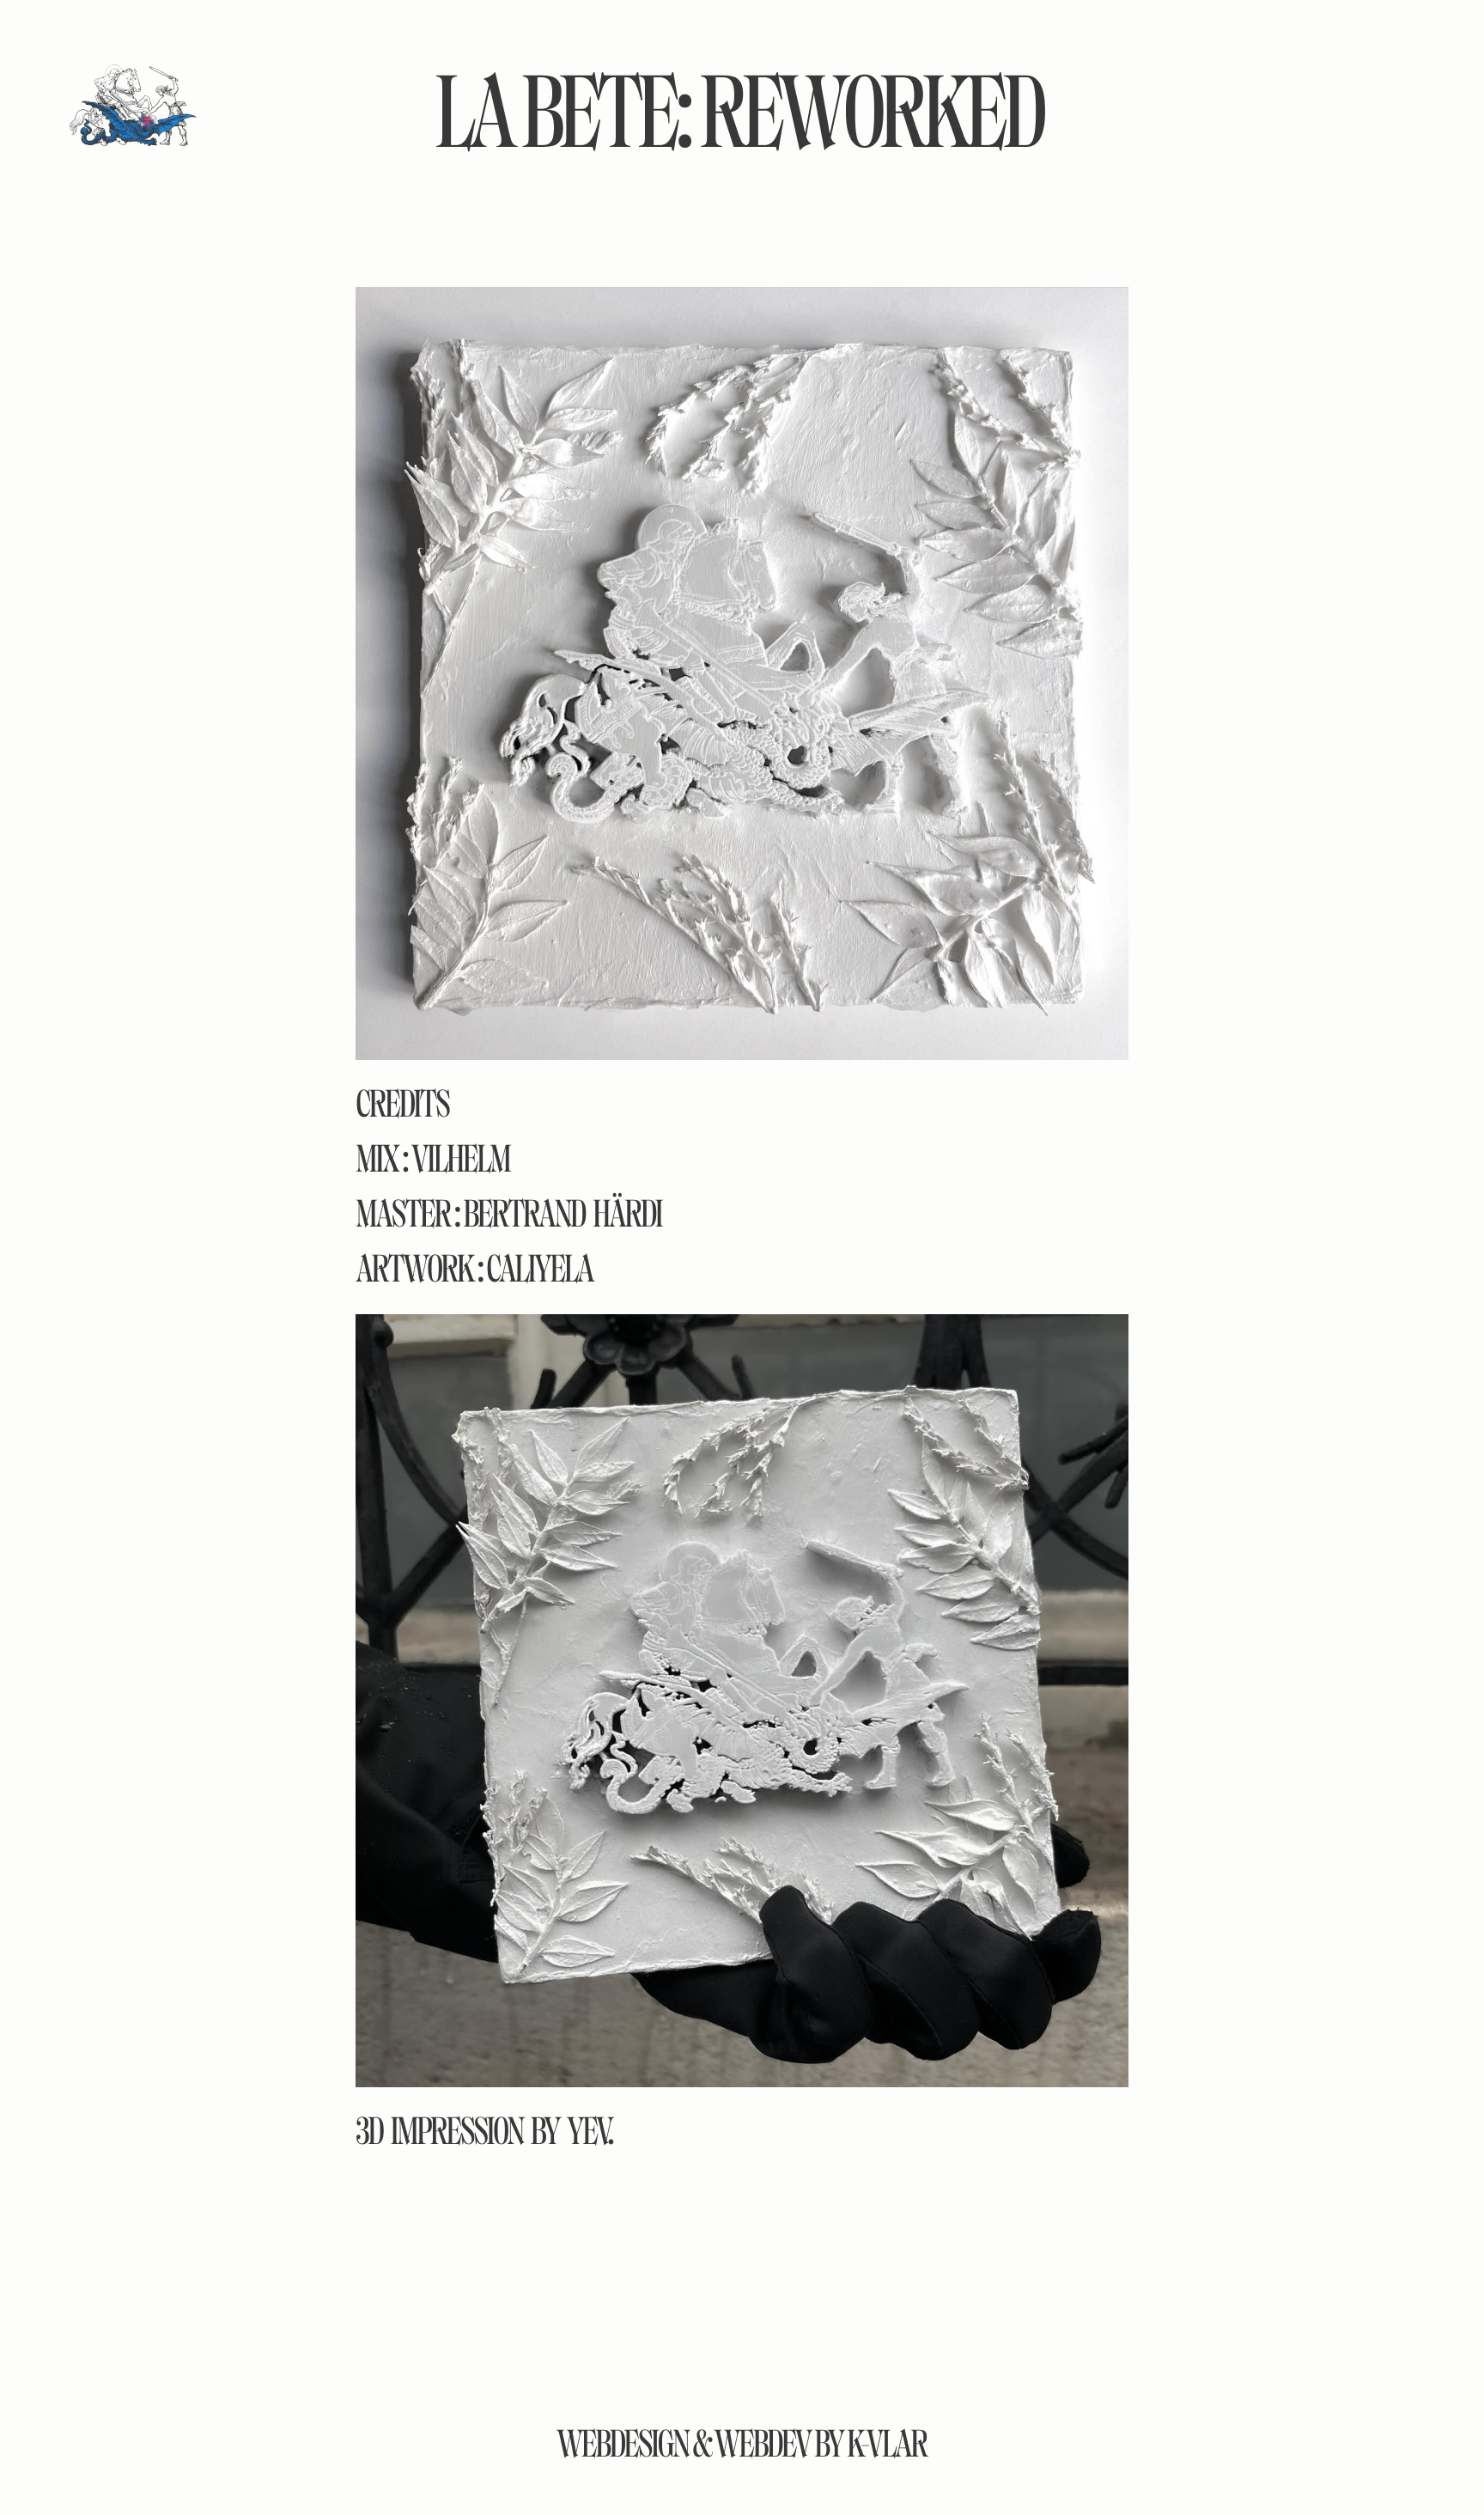 LA BETE: REWORKED
CREDITS
MIX : VILHELM
MASTER : BERTRAND HÄRDI
ARTWORK : CALIYELA
3D IMPRESSION BY YEV.
WEBDESIGN & WEBDEV BY K-VLAR